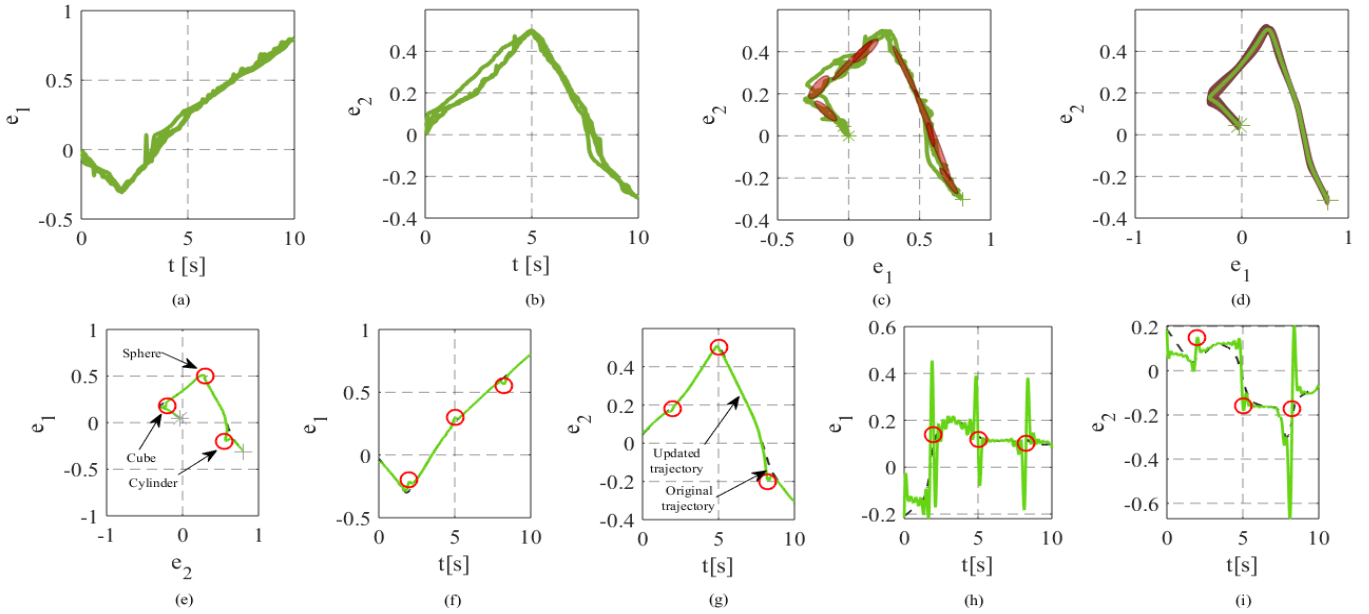 1
0.5
0
-0.5
e1
0
5
10
t [s]
(a)
0.4
0.2
0
-0.2
-0.4
e2
0
5
10
t [s]
(b)
0.4
0.2
0
-0.2
-0.4
e2
-0.5
0
0.5
1
e1
(c)
0.4
0.2
0
-0.2
-0.4
e2
-1
0
1
e1
(d)
1
0.5
0
-0.5
-1
e1
Sphere
Cube
Cylinder
-1
0
1
e2
(e)
1
0.5
0
-0.5
e1
0
5
10
t[s]
(f)
0.6
0.4
0.2
0
-0.2
-0.4
e2
Updated
trajectory
Original
trajectory
0
5
10
t[s]
(g)
0.6
0.4
0.2
0
-0.2
e1
0
5
10
t[s]
(h)
0.2
0
-0.2
-0.4
-0.6
e2
0
5
10
t[s]
(i)